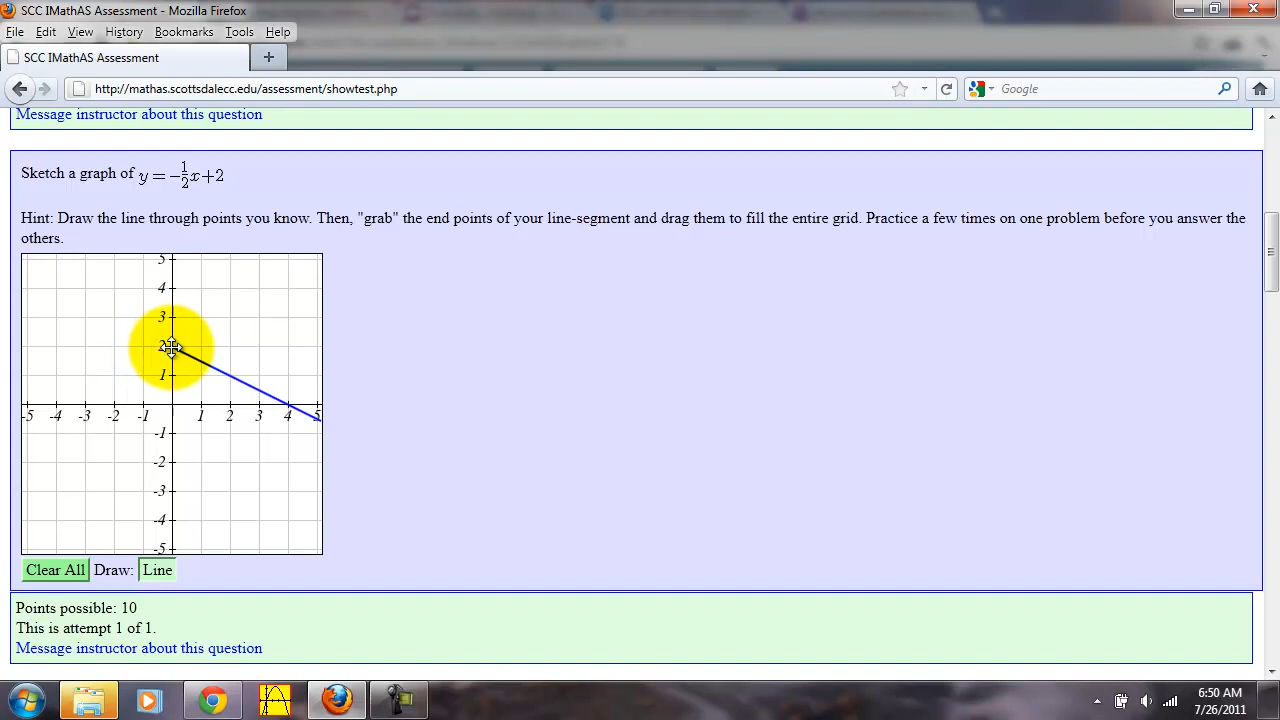 SCC IMathAS Assessment - Mozilla Firefox
File Edit View History Bookmarks Tools Help
SCC IMathAS Assessment
http://mathas.scottsdalecc.edu/assessment/showtest.php
Google
Message instructor about this question
Sketch a graph of y = -1/2x+2
Hint: Draw the line through points you know. Then, "grab" the end points of your line-segment and drag them to fill the entire grid. Practice a few times on one problem before you answer the
others.
5
4
3
2
1
-5 -4 -3 -2 -1 1 2 3 4 5
-1
-2
-3
-4
-5
Clear All Draw: Line
Points possible: 10
This is attempt 1 of 1.
Message instructor about this question
6:50 AM
7/26/2011